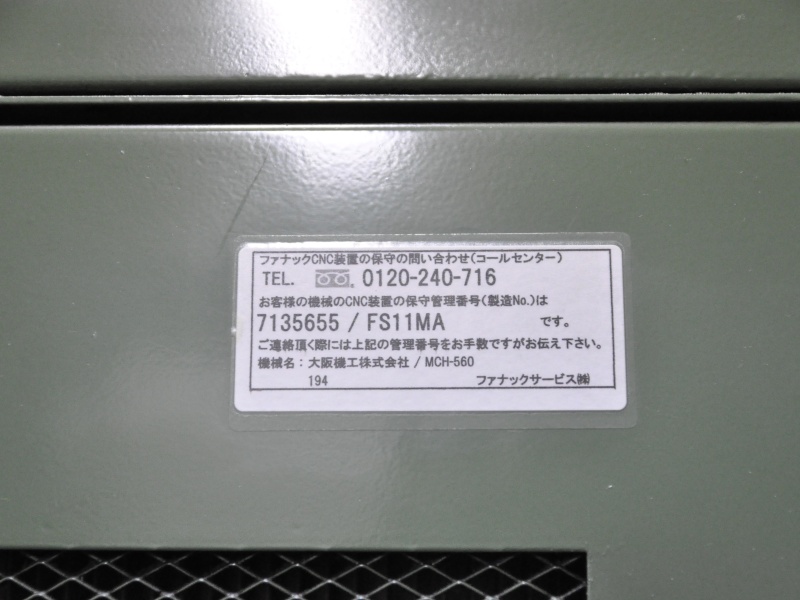 ファナックCNC装置の保守の問い合わせ(コールセンター)
TEL. 0120-240-716
お客様の機械のCNC装置の保守管理番号(製造No.)は
7135655 / FS11MA です。
ご連絡頂く際には上記の管理番号をお手数ですがお伝え下さい。
機械名:大阪機工株式会社 / MCH-560
194 ファナックサービス㈱